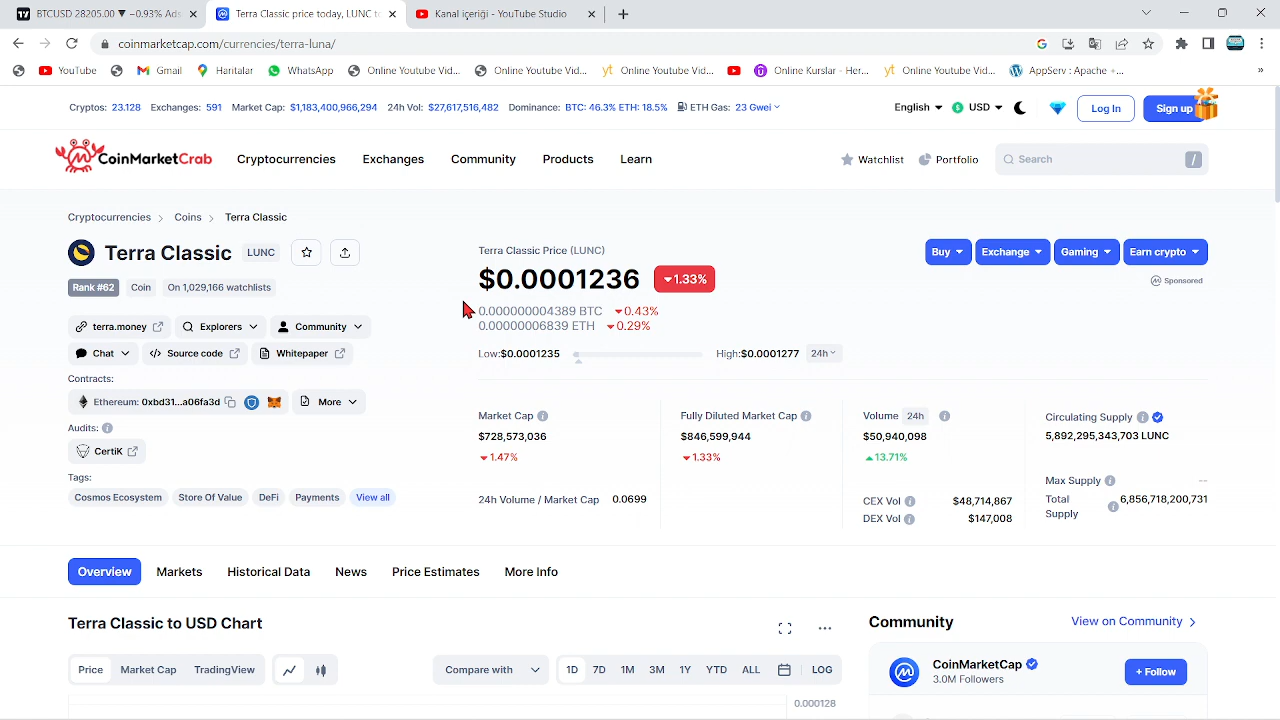 BTCUSD 28205.00 ▼ −0.93% Ads
Terra Classic price today, LUNC to
Kanal içeriği - YouTube Studio
coinmarketcap.com/currencies/terra-luna/
YouTube
Gmail
Haritalar
WhatsApp
Online Youtube Vid...
Online Youtube Vid...
Online Youtube Vid...
Online Kurslar - Her...
Online Youtube Vid...
AppServ : Apache +...
Cryptos: 23.128 Exchanges: 591 Market Cap: $1,183,400,966,294 24h Vol: $27,617,516,482 Dominance: BTC: 46.3% ETH: 18.5% ETH Gas: 23 Gwei
English USD Log In Sign up
CoinMarketCrab Cryptocurrencies Exchanges Community Products Learn
Watchlist Portfolio Search /
Cryptocurrencies > Coins > Terra Classic
Terra Classic LUNC
Rank #62 Coin On 1,029,166 watchlists
terra.money Explorers Community
Chat Source code Whitepaper
Contracts:
Ethereum: 0xbd31...a06fa3d More
Audits:
CertiK
Tags:
Cosmos Ecosystem Store Of Value DeFi Payments View all
Terra Classic Price (LUNC)
$0.0001236 1.33%
0.000000004389 BTC 0.43%
0.00000006839 ETH 0.29%
Low:$0.0001235 High:$0.0001277 24h
Buy Exchange Gaming Earn crypto
Sponsored
Market Cap
$728,573,036
1.47%
24h Volume / Market Cap 0.0699
Fully Diluted Market Cap
$846,599,944
1.33%
Volume 24h
$50,940,098
13.71%
CEX Vol $48,714,867
DEX Vol $147,008
Circulating Supply
5,892,295,343,703 LUNC
Max Supply --
Total Supply 6,856,718,200,731
Overview Markets Historical Data News Price Estimates More Info
Terra Classic to USD Chart
Price Market Cap TradingView
Compare with 1D 7D 1M 3M 1Y YTD ALL LOG
0.000128
Community View on Community >
CoinMarketCap
3.0M Followers
+ Follow